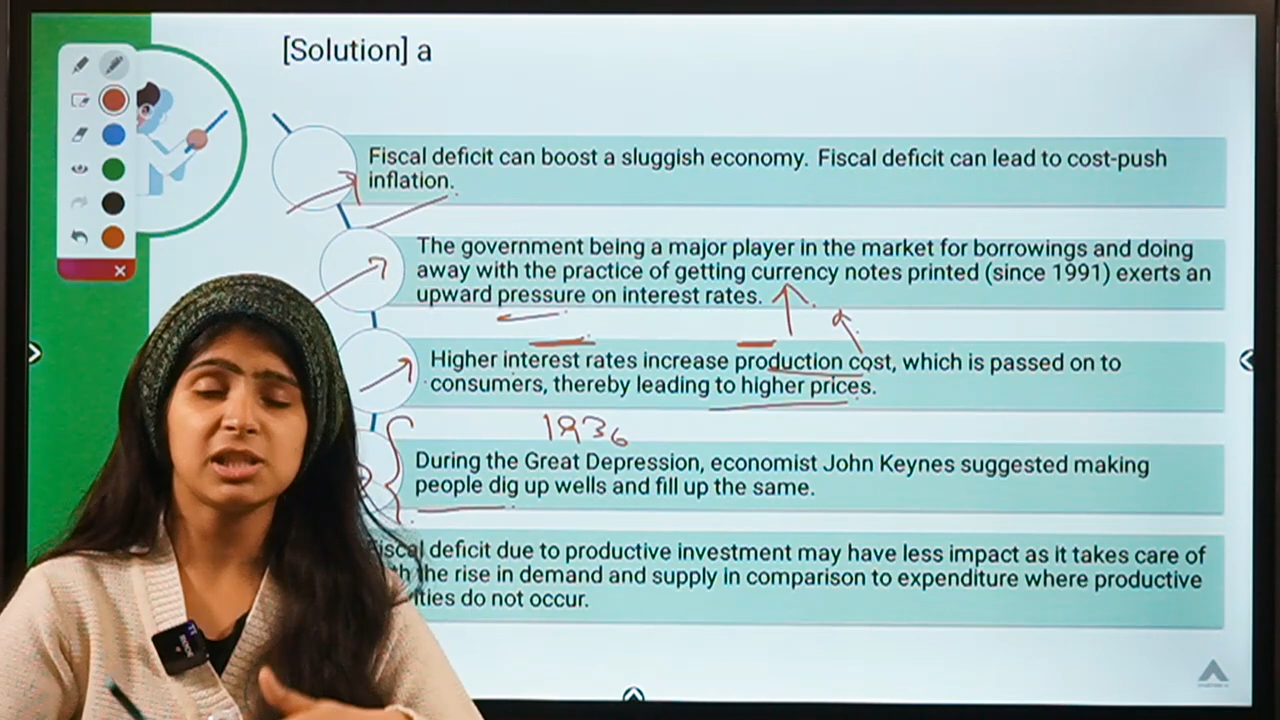 [Solution] a
Fiscal deficit can boost a sluggish economy. Fiscal deficit can lead to cost-push
inflation.
The government being a major player in the market for borrowings and doing
away with the practice of getting currency notes printed (since 1991) exerts an
upward pressure on interest rates.
Higher interest rates increase production cost, which is passed on to
consumers, thereby leading to higher prices.
1936
During the Great Depression, economist John Keynes suggested making
people dig up wells and fill up the same.
deficit due to productive investment may have less impact as it takes care of
the rise in demand and supply in comparison to expenditure where productive
do not occur.